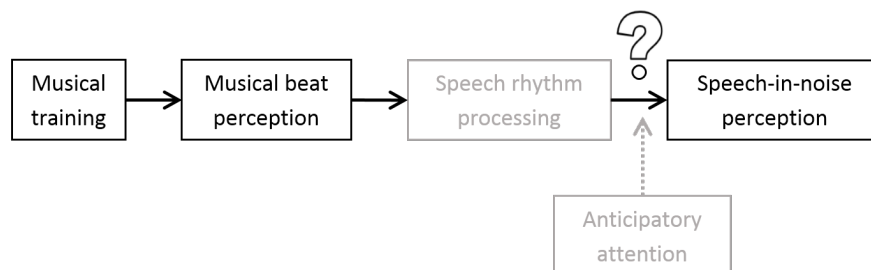 Musical
training
Musical beat
perception
Speech rhythm
processing
?
Speech-in-noise
perception
Anticipatory
attention